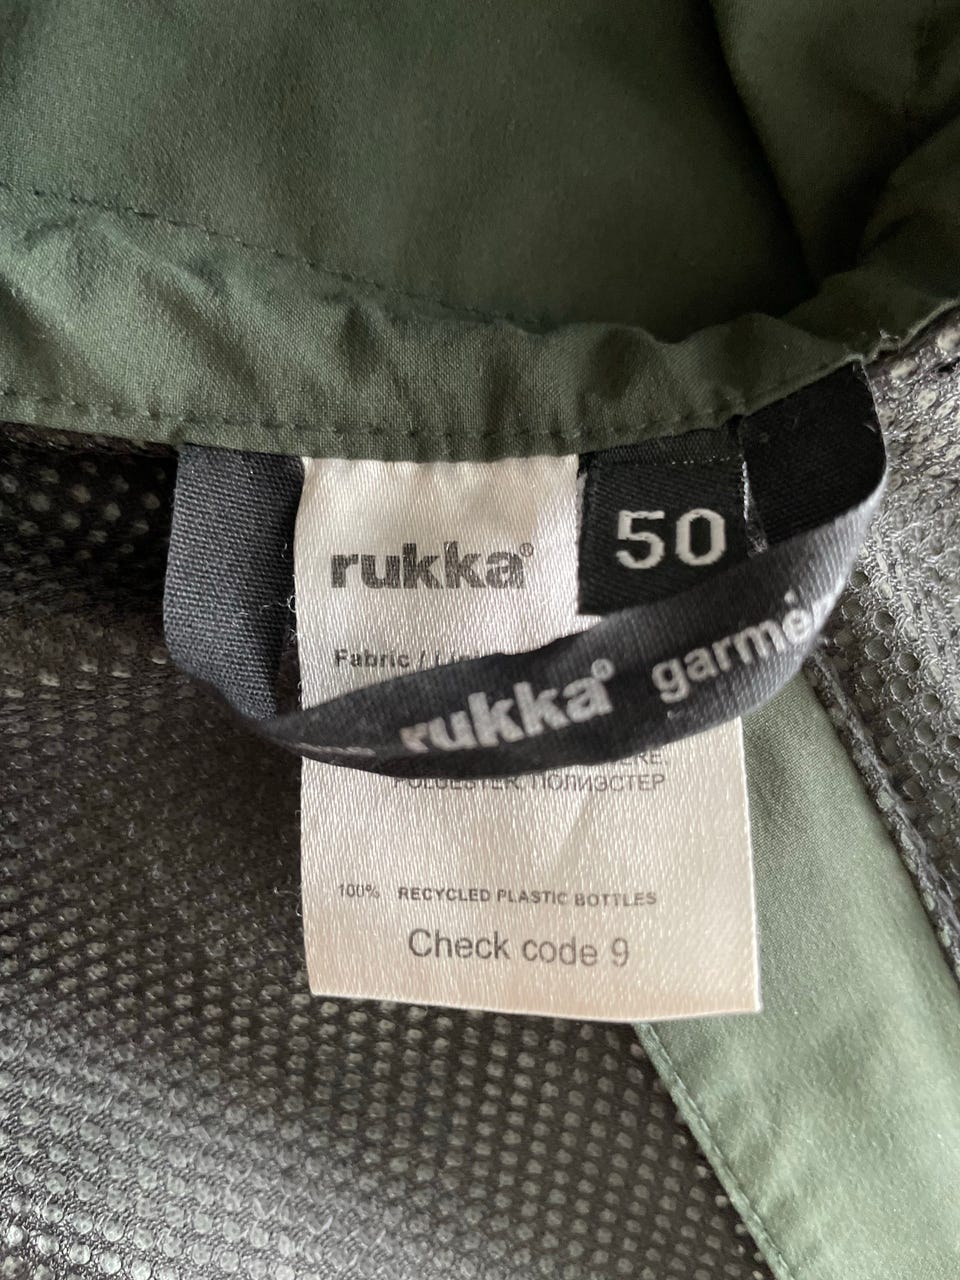 rukka®
50
Fabric /
rukka® garme
POLYESTER, ПОЛИЭСТЕР
100% RECYCLED PLASTIC BOTTLES
Check code 9